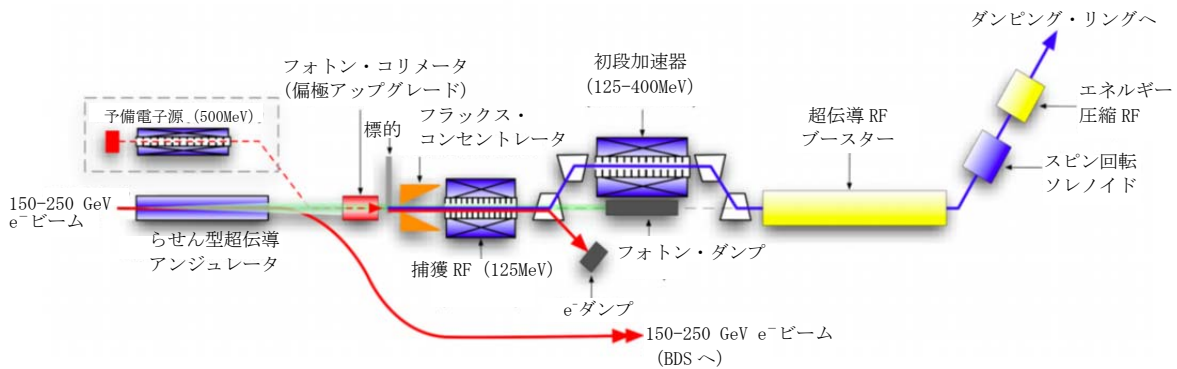 ダンピング・リングへ
初段加速器
(125-400MeV)
フォトン・コリメータ
(偏極アップグレード)
エネルギー
圧縮 RF
予備電子源 (500MeV)
標的
フラックス・
コンセントレータ
超伝導 RF
ブースター
スピン回転
ソレノイド
150-250 GeV
e⁻ビーム
らせん型超伝導
アンジュレータ
フォトン・ダンプ
捕獲 RF (125MeV)
e⁻ダンプ
150-250 GeV e⁻ビーム
(BDS へ)